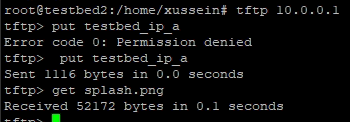 root@testbed2:/home/xussein# tftp 10.0.0.1
tftp> put testbed_ip_a
Error code 0: Permission denied
tftp>  put testbed_ip_a
Sent 1116 bytes in 0.0 seconds
tftp> get splash.png
Received 52172 bytes in 0.1 seconds
tftp>